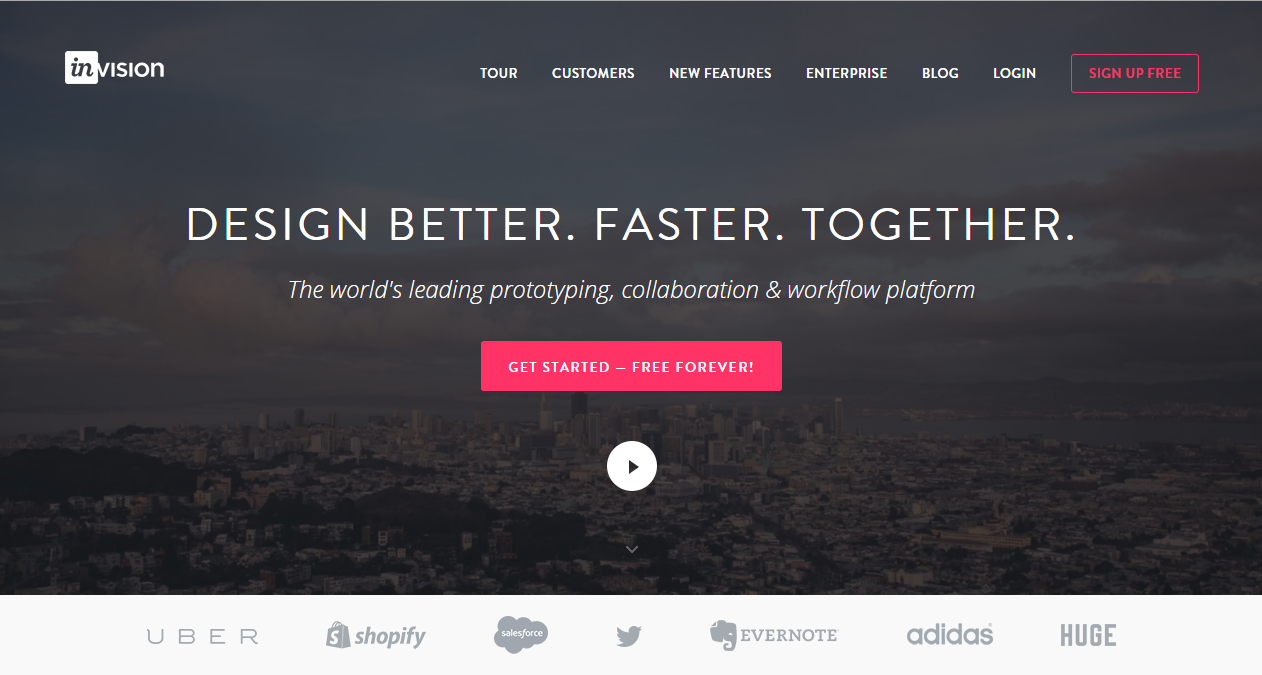 invision
TOUR CUSTOMERS NEW FEATURES ENTERPRISE BLOG LOGIN SIGN UP FREE
DESIGN BETTER. FASTER. TOGETHER.
The world's leading prototyping, collaboration & workflow platform
GET STARTED — FREE FOREVER!
UBER shopify salesforce EVERNOTE adidas HUGE